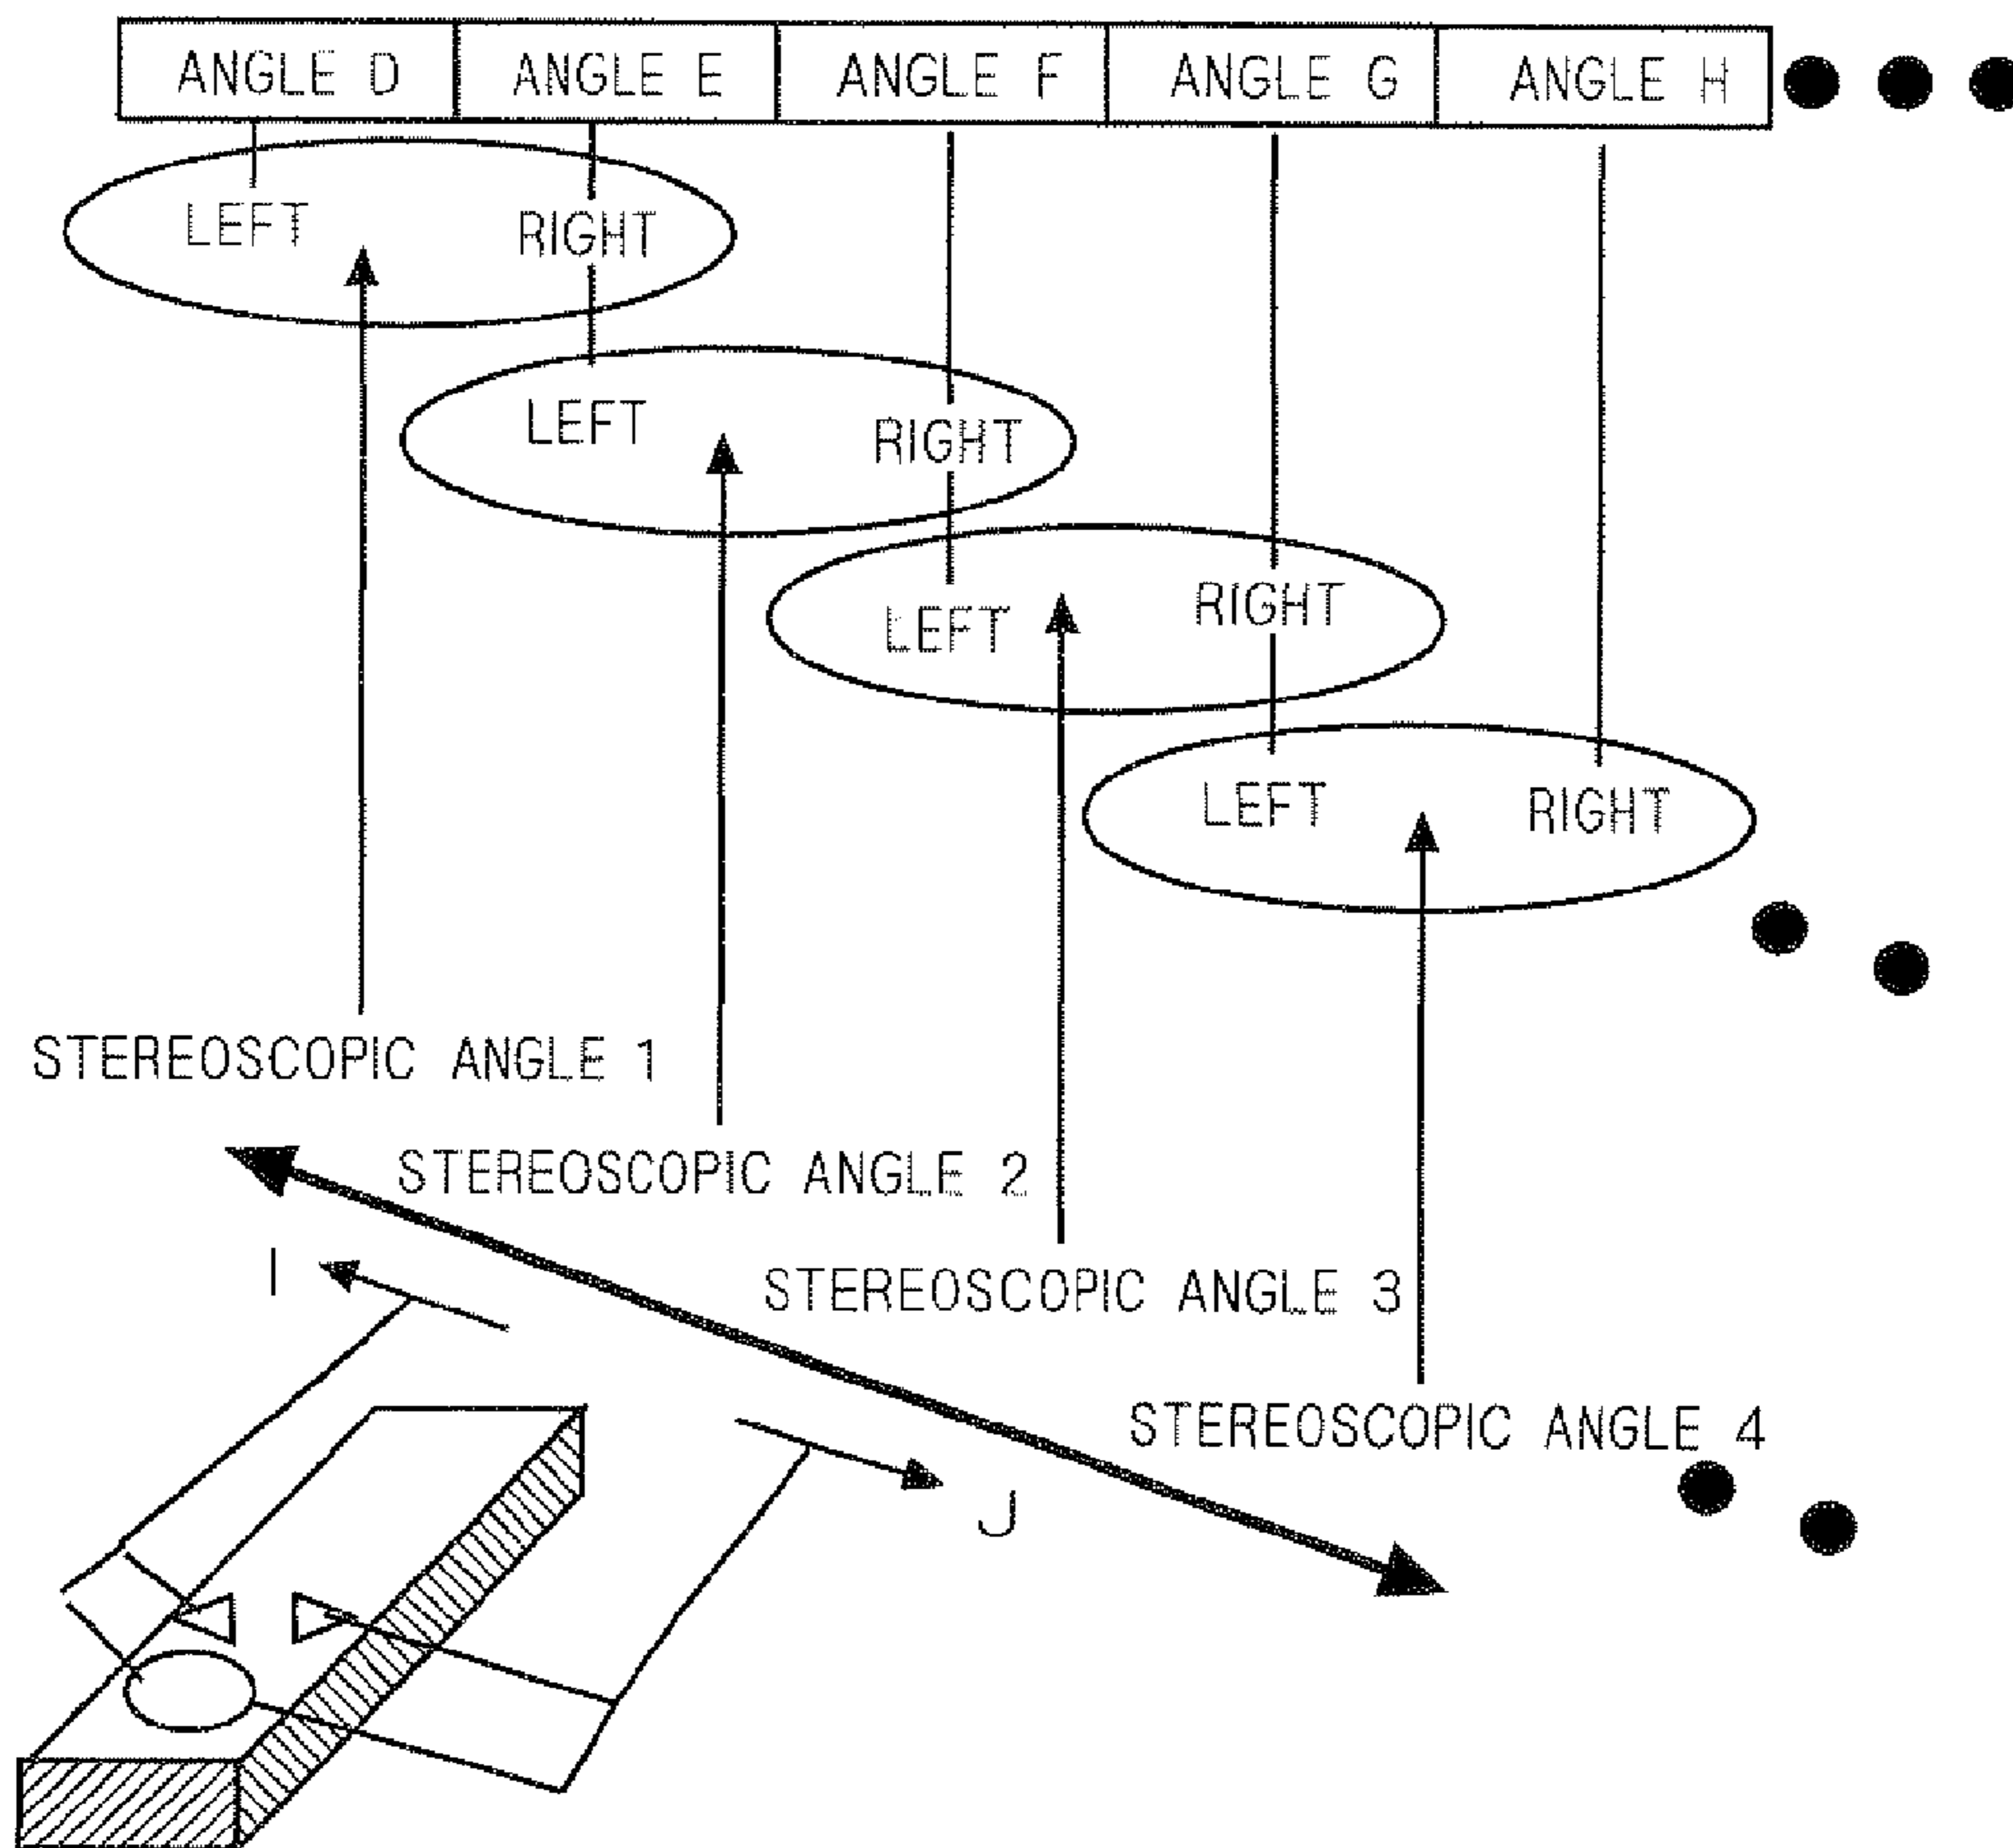 ANGLE D ANGLE E ANGLE F ANGLE G ANGLE H
LEFT RIGHT
LEFT RIGHT
LEFT RIGHT
LEFT RIGHT
STEREOSCOPIC ANGLE 1
STEREOSCOPIC ANGLE 2
I
STEREOSCOPIC ANGLE 3
STEREOSCOPIC ANGLE 4
J